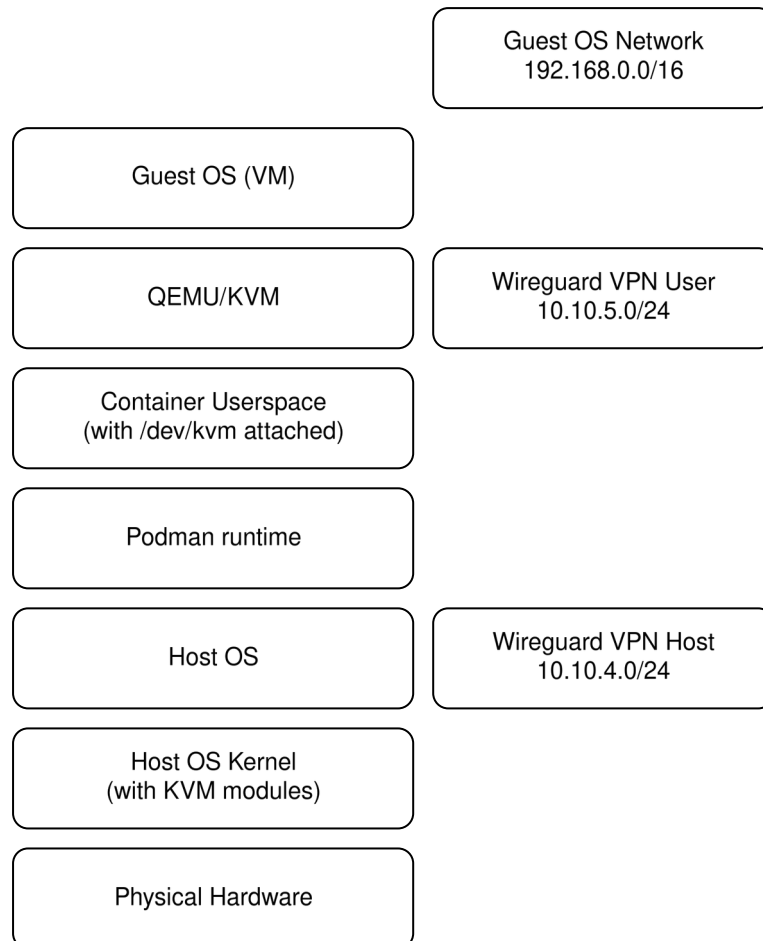 Guest OS Network
192.168.0.0/16
Guest OS (VM)
QEMU/KVM
Wireguard VPN User
10.10.5.0/24
Container Userspace
(with /dev/kvm attached)
Podman runtime
Host OS
Wireguard VPN Host
10.10.4.0/24
Host OS Kernel
(with KVM modules)
Physical Hardware